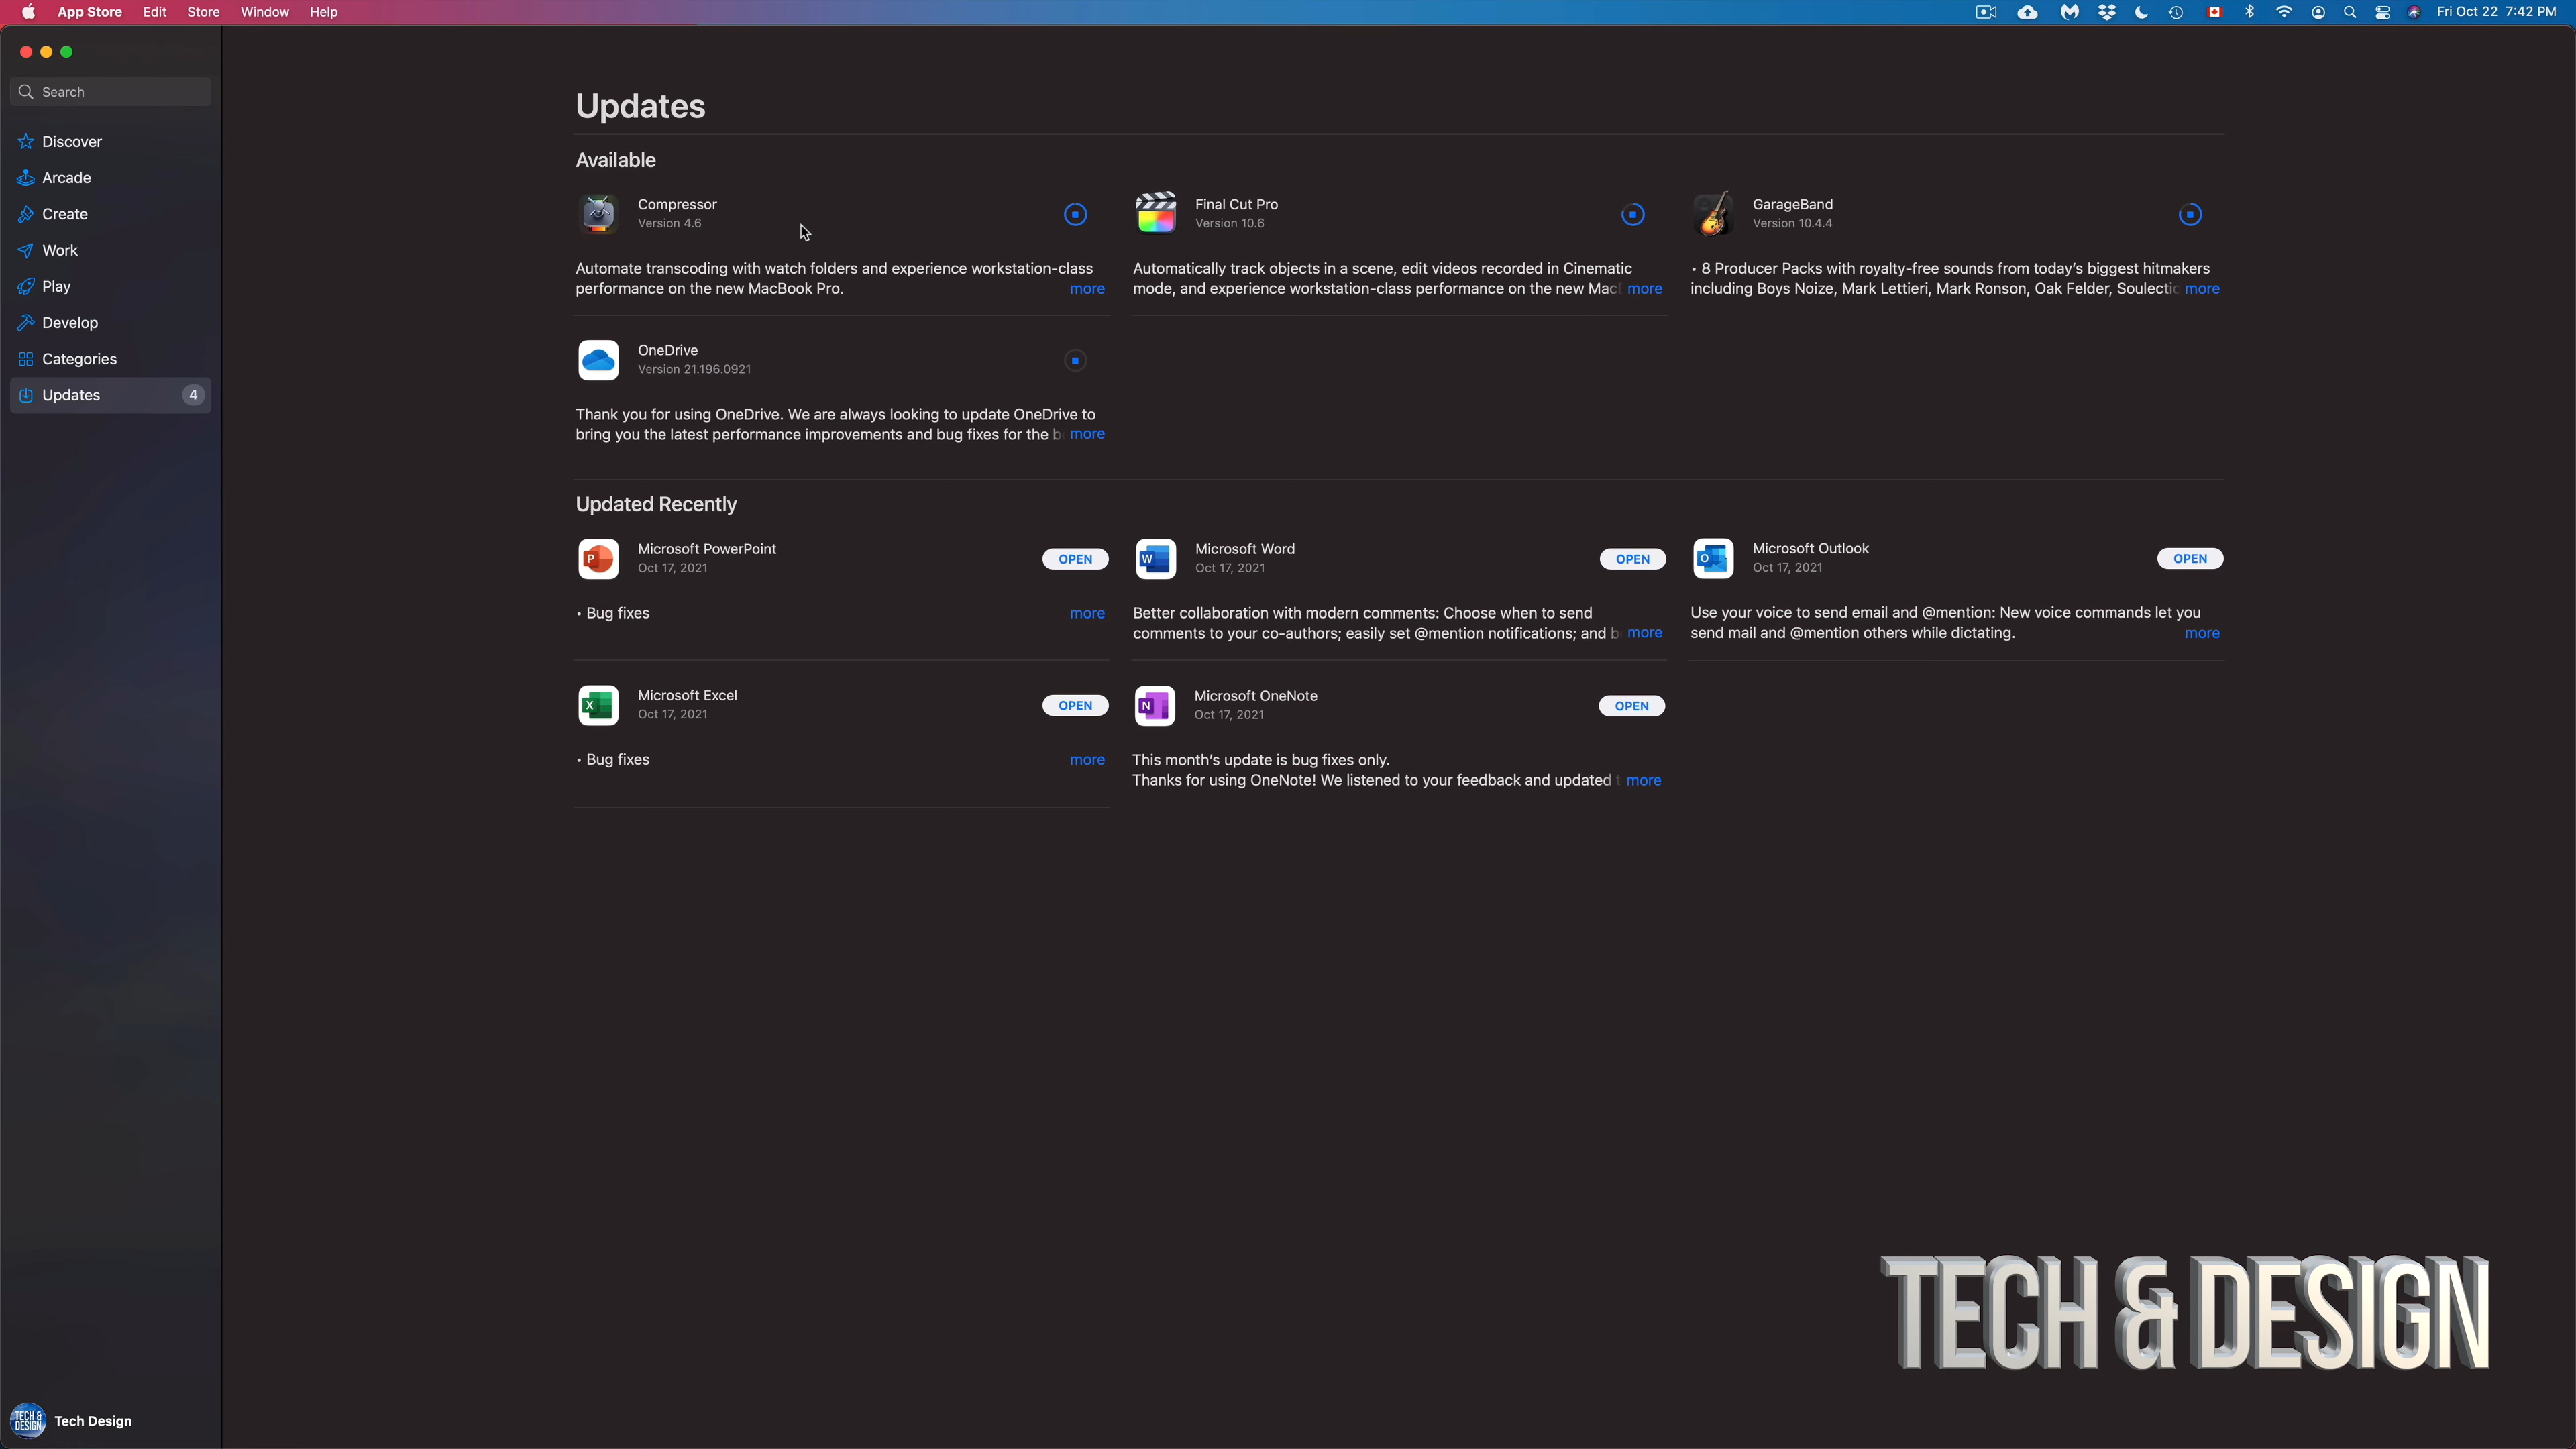 App Store Edit Store Window Help
Fri Oct 22 7:42 PM
Search
Discover
Arcade
Create
Work
Play
Develop
Categories
Updates 4
Updates
Available
Compressor
Version 4.6
Automate transcoding with watch folders and experience workstation-class
performance on the new MacBook Pro. more
Final Cut Pro
Version 10.6
Automatically track objects in a scene, edit videos recorded in Cinematic
mode, and experience workstation-class performance on the new Mac more
GarageBand
Version 10.4.4
• 8 Producer Packs with royalty-free sounds from today's biggest hitmakers
including Boys Noize, Mark Lettieri, Mark Ronson, Oak Felder, Soulectic more
OneDrive
Version 21.196.0921
Thank you for using OneDrive. We are always looking to update OneDrive to
bring you the latest performance improvements and bug fixes for the b more
Updated Recently
Microsoft PowerPoint
Oct 17, 2021
OPEN
• Bug fixes
more
Microsoft Word
Oct 17, 2021
OPEN
Better collaboration with modern comments: Choose when to send
comments to your co-authors; easily set @mention notifications; and b more
Microsoft Outlook
Oct 17, 2021
OPEN
Use your voice to send email and @mention: New voice commands let you
send mail and @mention others while dictating. more
Microsoft Excel
Oct 17, 2021
OPEN
• Bug fixes
more
Microsoft OneNote
Oct 17, 2021
OPEN
This month's update is bug fixes only.
Thanks for using OneNote! We listened to your feedback and updated t more
TECH & DESIGN
TECH &
DESIGN
Tech Design